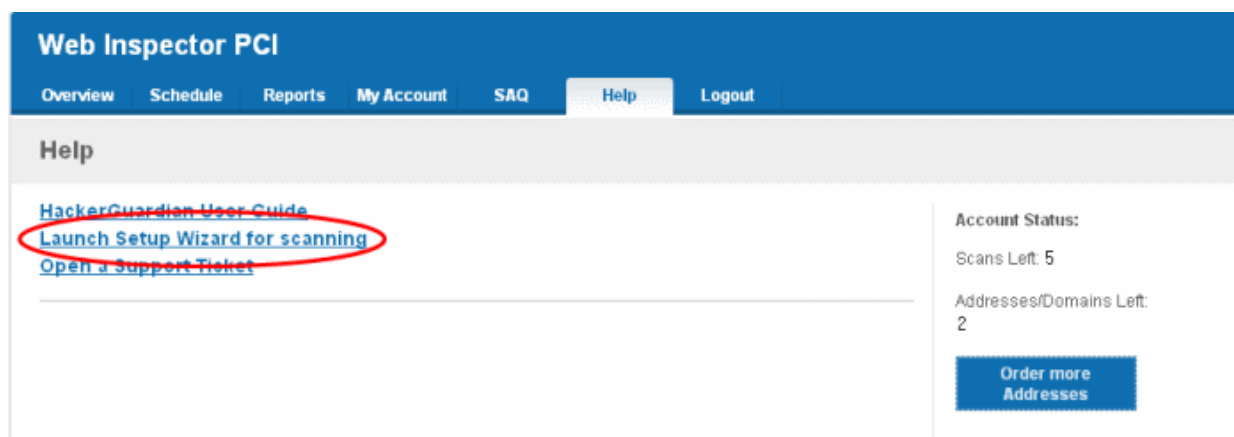 Web Inspector PCI
Overview Schedule Reports My Account SAQ Help Logout
Help
HackerGuardian User Guide
Launch Setup Wizard for scanning
Open a Support Ticket
Account Status:
Scans Left: 5
Addresses/Domains Left:
2
Order more
Addresses